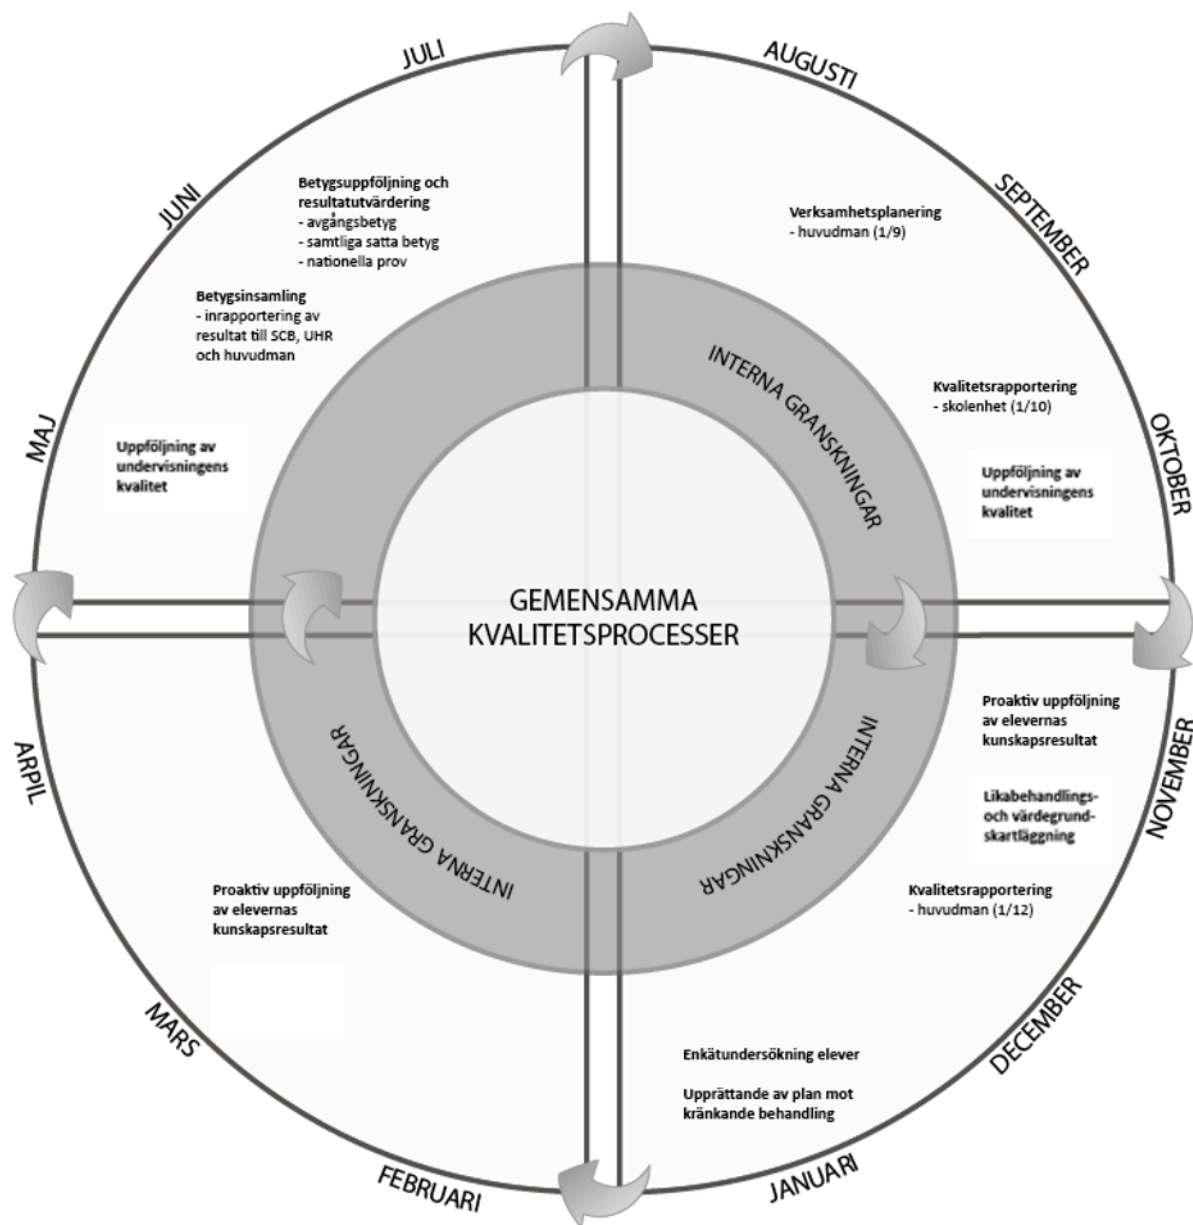 JULI
AUGUSTI
JUNI
SEPTEMBER
Betygsuppföljning och
resultatutvärdering
- avgångsbetyg
- samtliga satta betyg
- nationella prov
Verksamhetsplanering
- huvudman (1/9)
Betygsinsamling
- inrapportering av
resultat till SCB, UHR
och huvudman
INTERNA GRANSKNINGAR
Kvalitetsrapportering
- skolenhet (1/10)
MAJ
OKTOBER
Uppföljning av
undervisningens
kvalitet
Uppföljning av
undervisningens
kvalitet
GEMENSAMMA
KVALITETSPROCESSER
Proaktiv uppföljning
av elevernas
kunskapsresultat
ARPIL
NOVEMBER
INTERNA GRANSKNINGAR
INTERNA GRANSKNINGAR
Likabehandlings-
och värdegrund-
skartläggning
Proaktiv uppföljning
av elevernas
kunskapsresultat
Kvalitetsrapportering
- huvudman (1/12)
MARS
DECEMBER
Enkätundersökning elever
Upprättande av plan mot
kränkande behandling
FEBRUARI
JANUARI